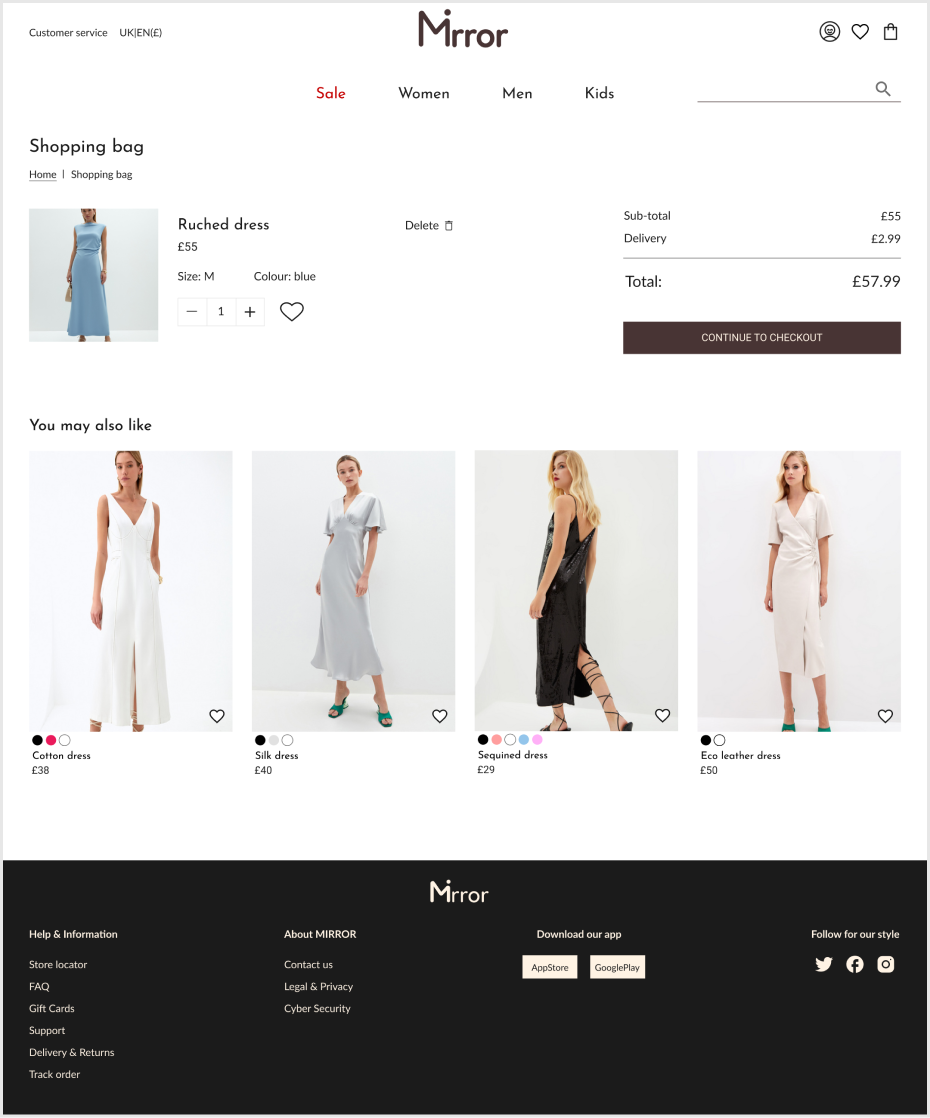 Customer service UK|EN(£)
Mirror
Sale Women Men Kids
Shopping bag
Home | Shopping bag
Ruched dress
Delete
£55
Size: M Colour: blue
— 1 +
Sub-total £55
Delivery £2.99
Total: £57.99
CONTINUE TO CHECKOUT
You may also like
Cotton dress
£38
Silk dress
£40
Sequined dress
£29
Eco leather dress
£50
Mirror
Help & Information
Store locator
FAQ
Gift Cards
Support
Delivery & Returns
Track order
About MIRROR
Contact us
Legal & Privacy
Cyber Security
Download our app
AppStore GooglePlay
Follow for our style